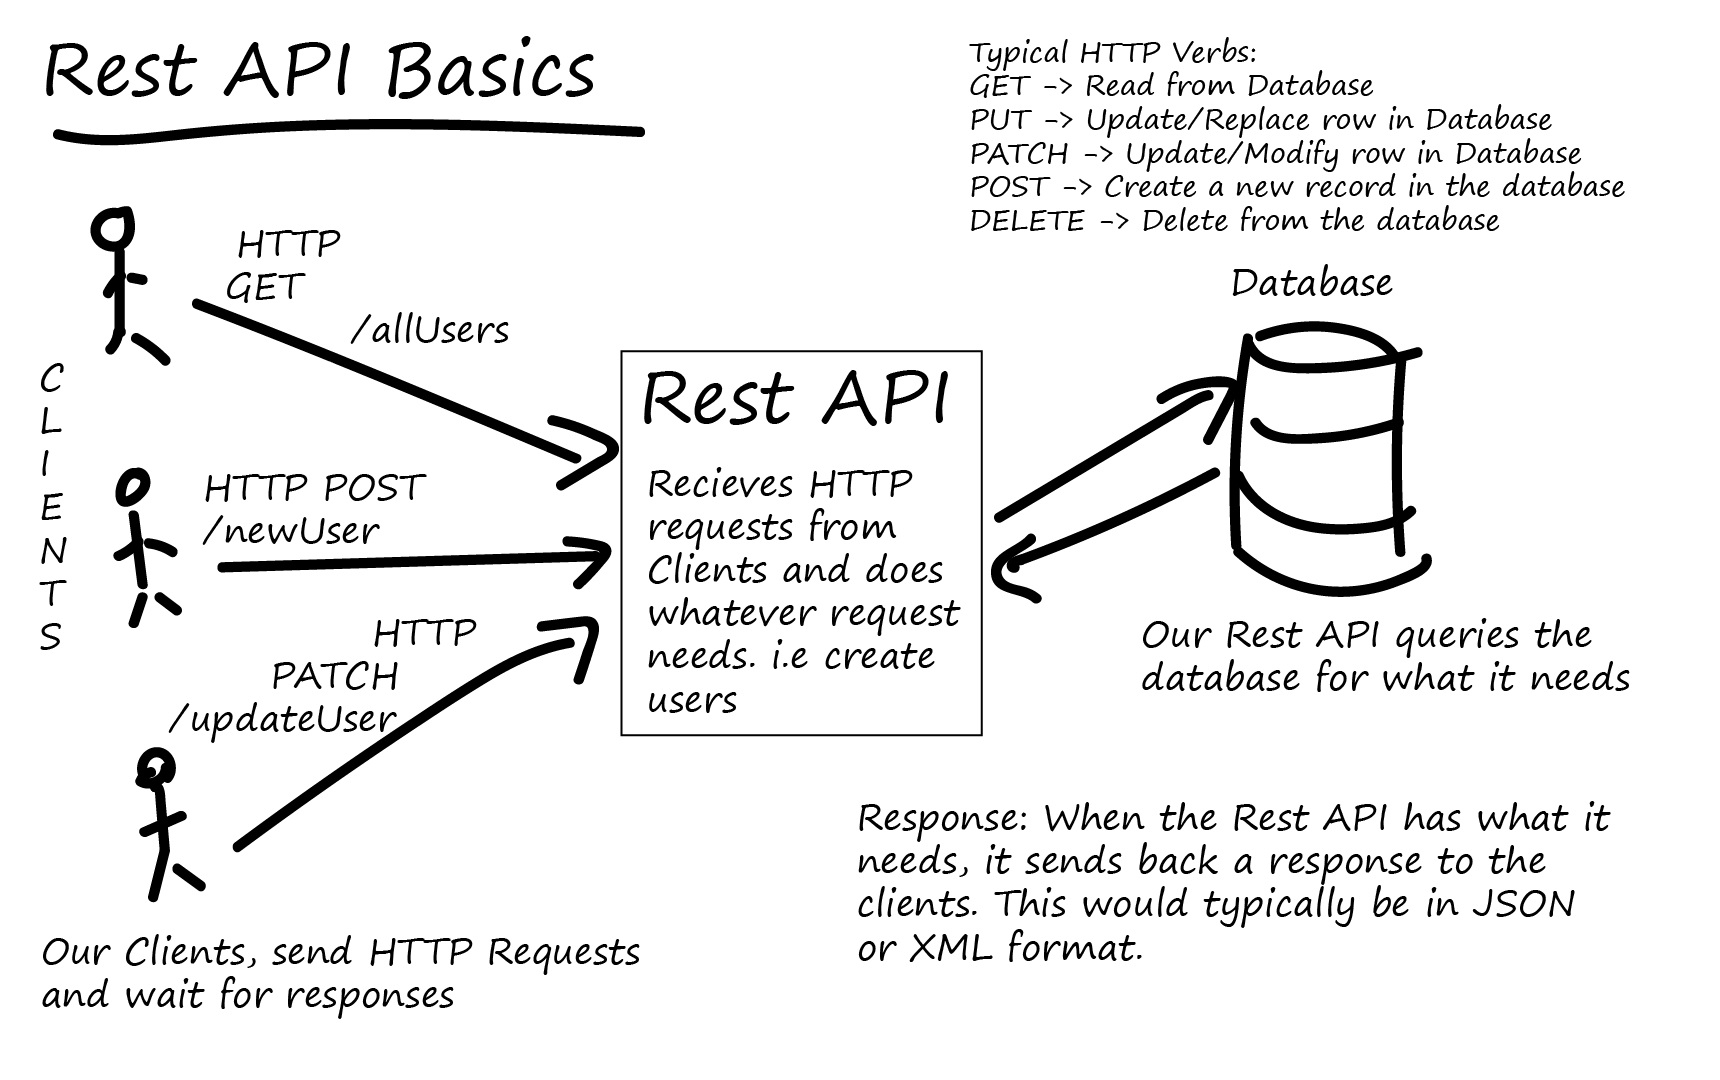 Rest API Basics
Typical HTTP Verbs:
GET -> Read from Database
PUT -> Update/Replace row in Database
PATCH -> Update/Modify row in Database
POST -> Create a new record in the database
DELETE -> Delete from the database
CLIENTS
HTTP
GET
/allUsers
HTTP POST
/newUser
HTTP
PATCH
/updateUser
Our Clients, send HTTP Requests
and wait for responses
Rest API
Recieves HTTP
requests from
Clients and does
whatever request
needs. i.e create
users
Database
Our Rest API queries the
database for what it needs
Response: When the Rest API has what it
needs, it sends back a response to the
clients. This would typically be in JSON
or XML format.